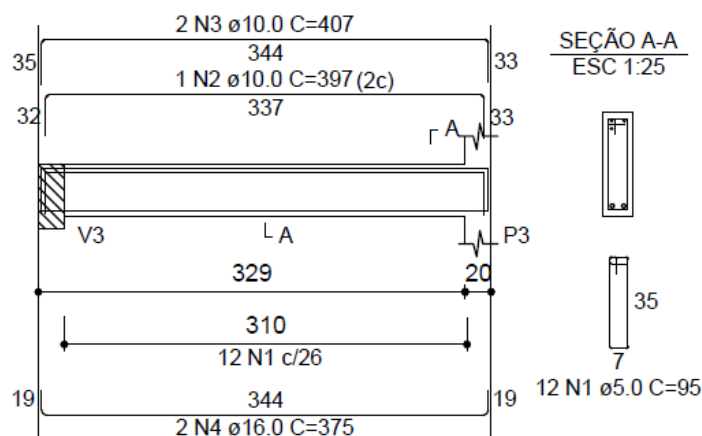 2 N3 ø10.0 C=407
35 344 33
1 N2 ø10.0 C=397 (2c)
32 337 33
A
V3 A P3
329 20
310
12 N1 c/26
19 344 19
2 N4 ø16.0 C=375
SEÇÃO A-A
ESC 1:25
35
7
12 N1 ø5.0 C=95